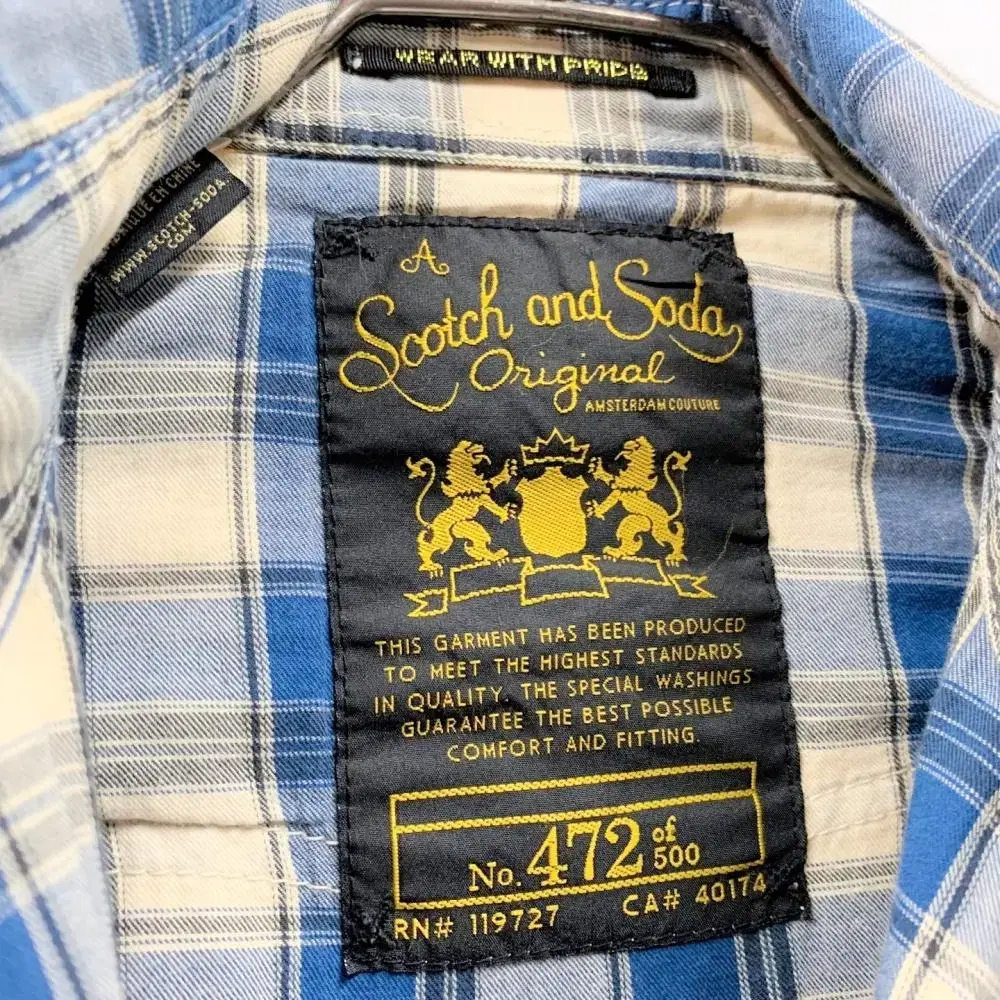 WEAR WITH PRIDE
EN CHINE
WWW.SCOTCH-SODA.
COM
A
Scotch and Soda
Original
AMSTERDAM COUTURE
THIS GARMENT HAS BEEN PRODUCED
TO MEET THE HIGHEST STANDARDS
IN QUALITY. THE SPECIAL WASHINGS
GUARANTEE THE BEST POSSIBLE
COMFORT AND FITTING.
No. 472 of 500
RN# 119727 CA# 40174